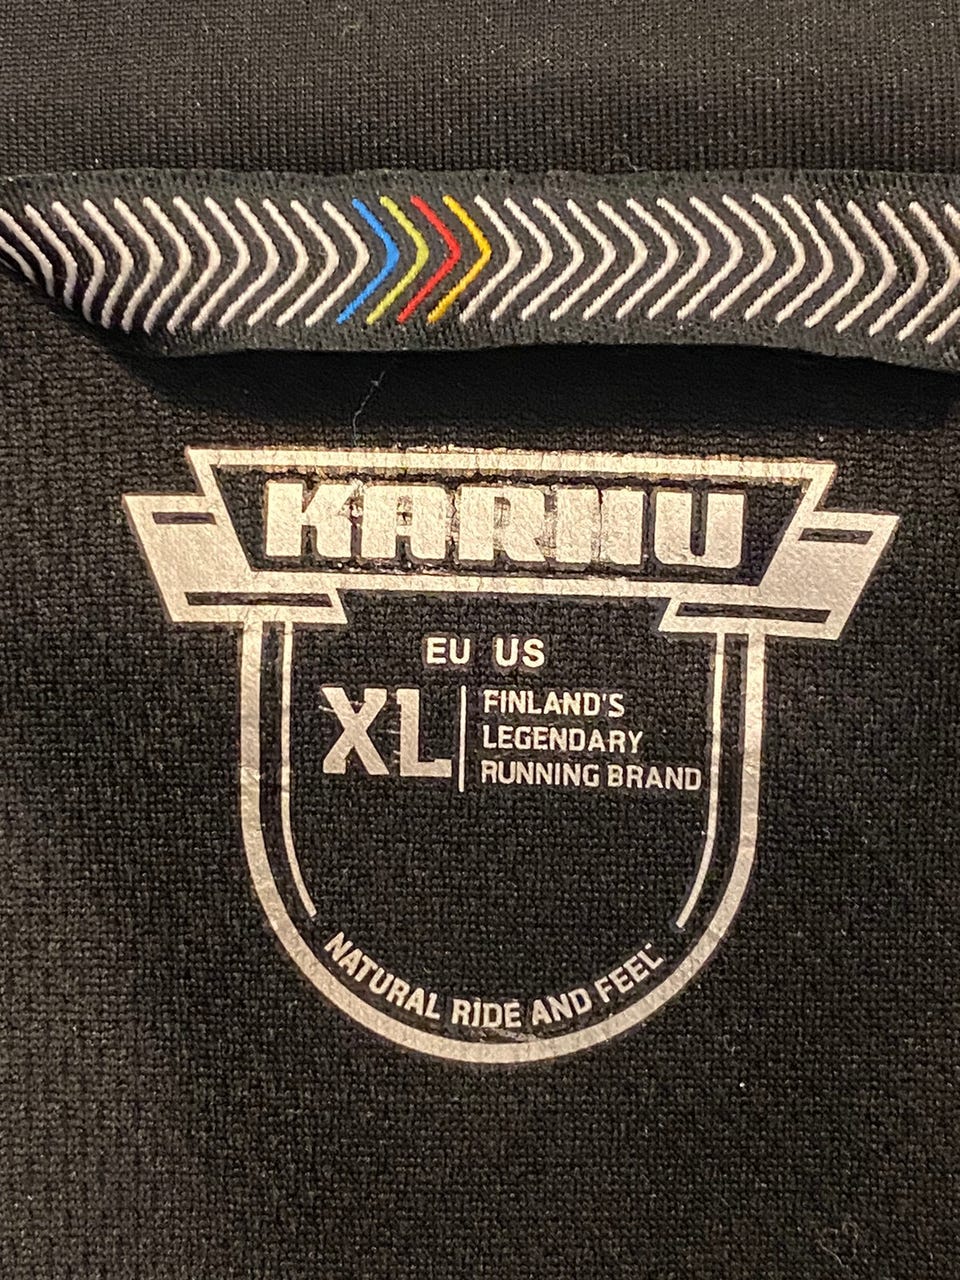 KARHU
EU US
XL
FINLAND'S
LEGENDARY
RUNNING BRAND
NATURAL RIDE AND FEEL